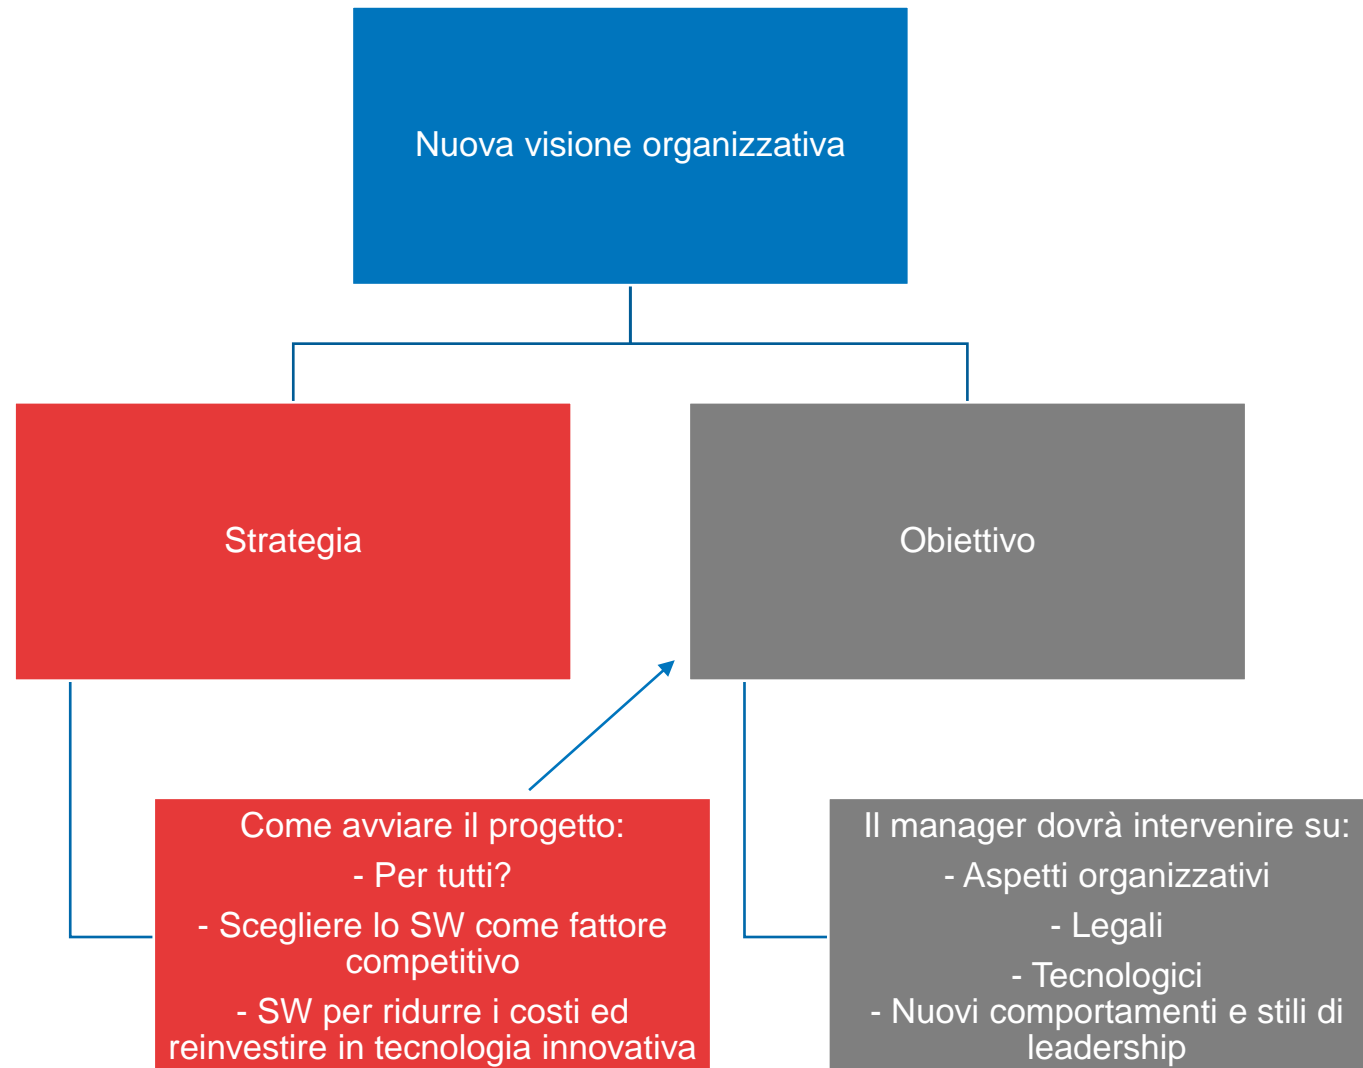 Nuova visione organizzativa
Strategia
Obiettivo
Come avviare il progetto:
- Per tutti?
- Scegliere lo SW come fattore
competitivo
- SW per ridurre i costi ed
reinvestire in tecnologia innovativa
Il manager dovrà intervenire su:
- Aspetti organizzativi
- Legali
- Tecnologici
- Nuovi comportamenti e stili di
leadership